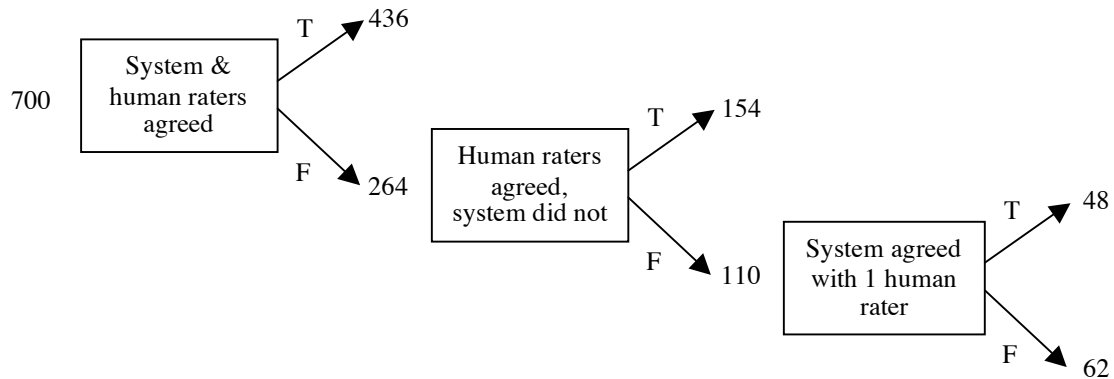 700
System &
human raters
agreed
T
436
F
264
Human raters
agreed,
system did not
T
154
F
110
System agreed
with 1 human
rater
T
48
F
62